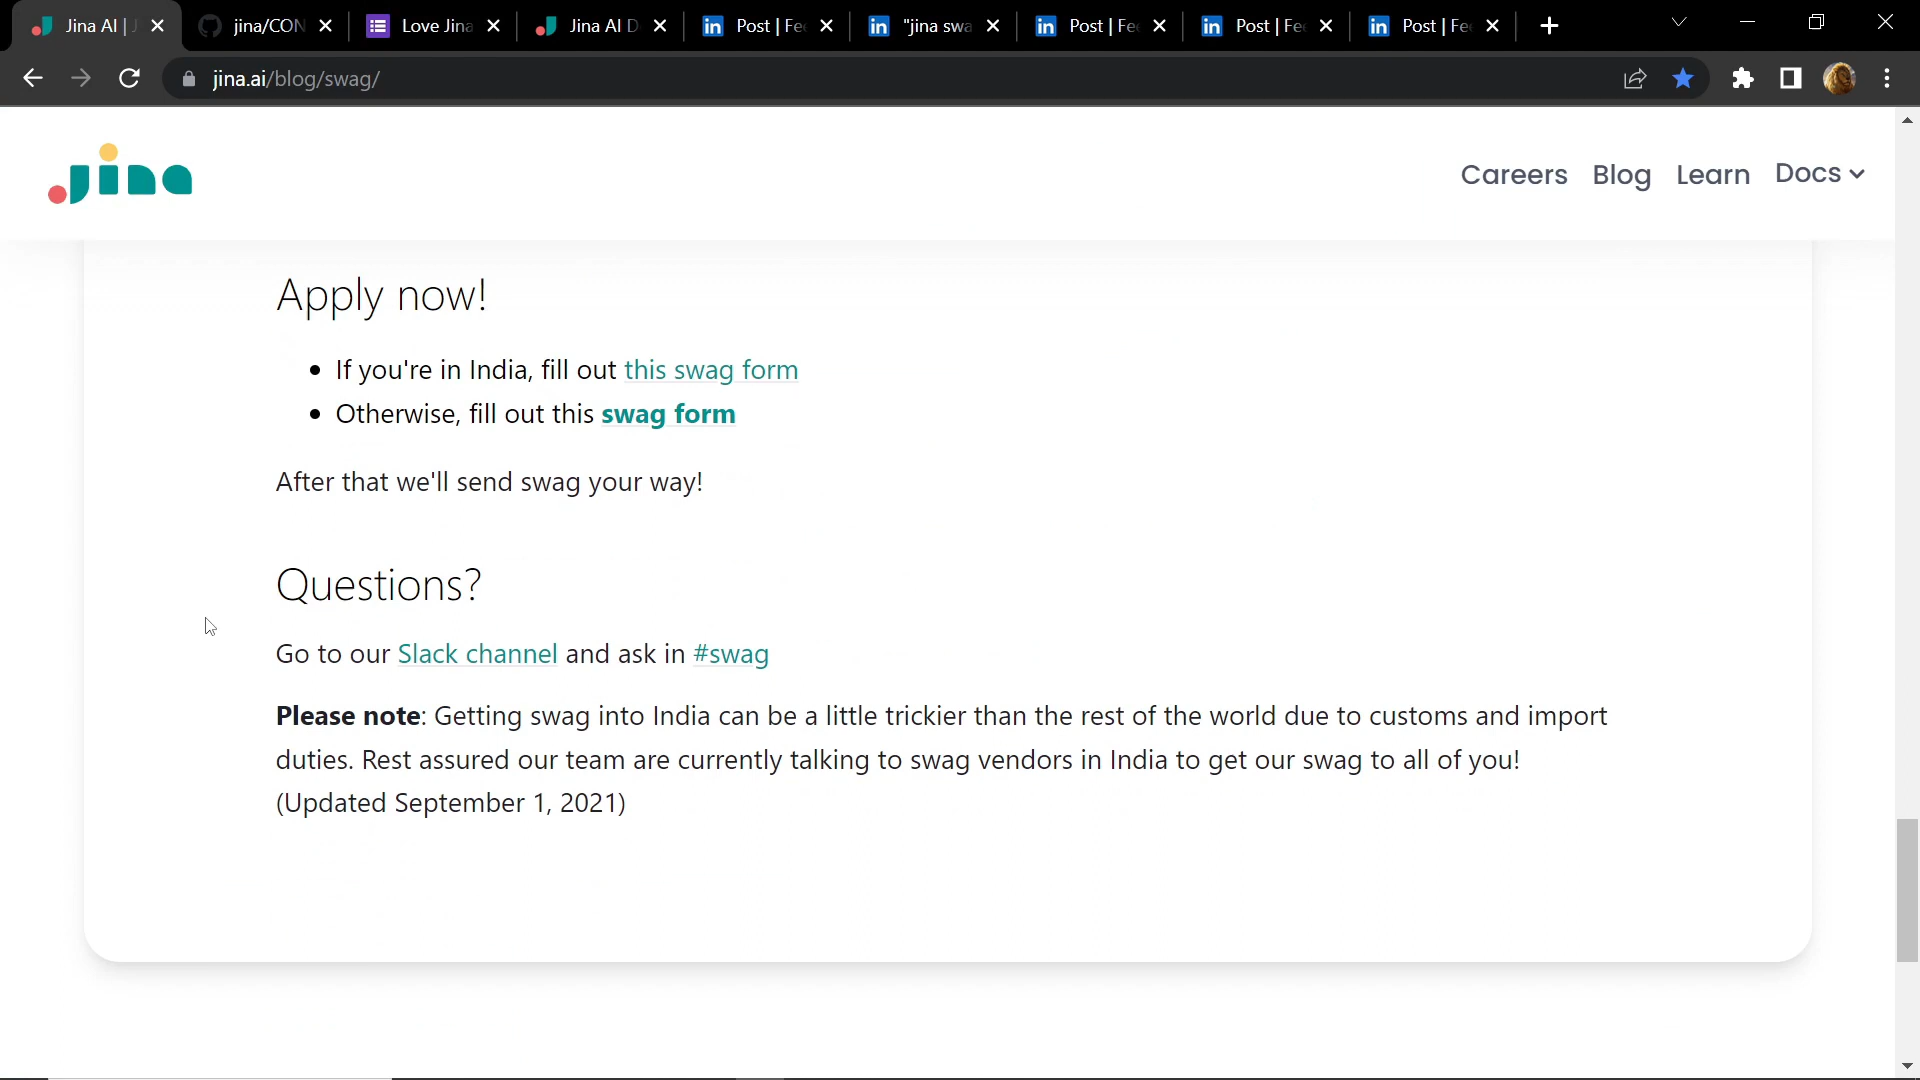 Jina AI | J
jina/CON
Love Jina
Jina AI D
Post | Fee
"jina swa
Post | Fee
Post | Fee
Post | Fee
jina.ai/blog/swag/
Jina
Careers Blog Learn Docs
Apply now!
• If you're in India, fill out this swag form
• Otherwise, fill out this swag form
After that we'll send swag your way!
Questions?
Go to our Slack channel and ask in #swag
Please note: Getting swag into India can be a little trickier than the rest of the world due to customs and import
duties. Rest assured our team are currently talking to swag vendors in India to get our swag to all of you!
(Updated September 1, 2021)